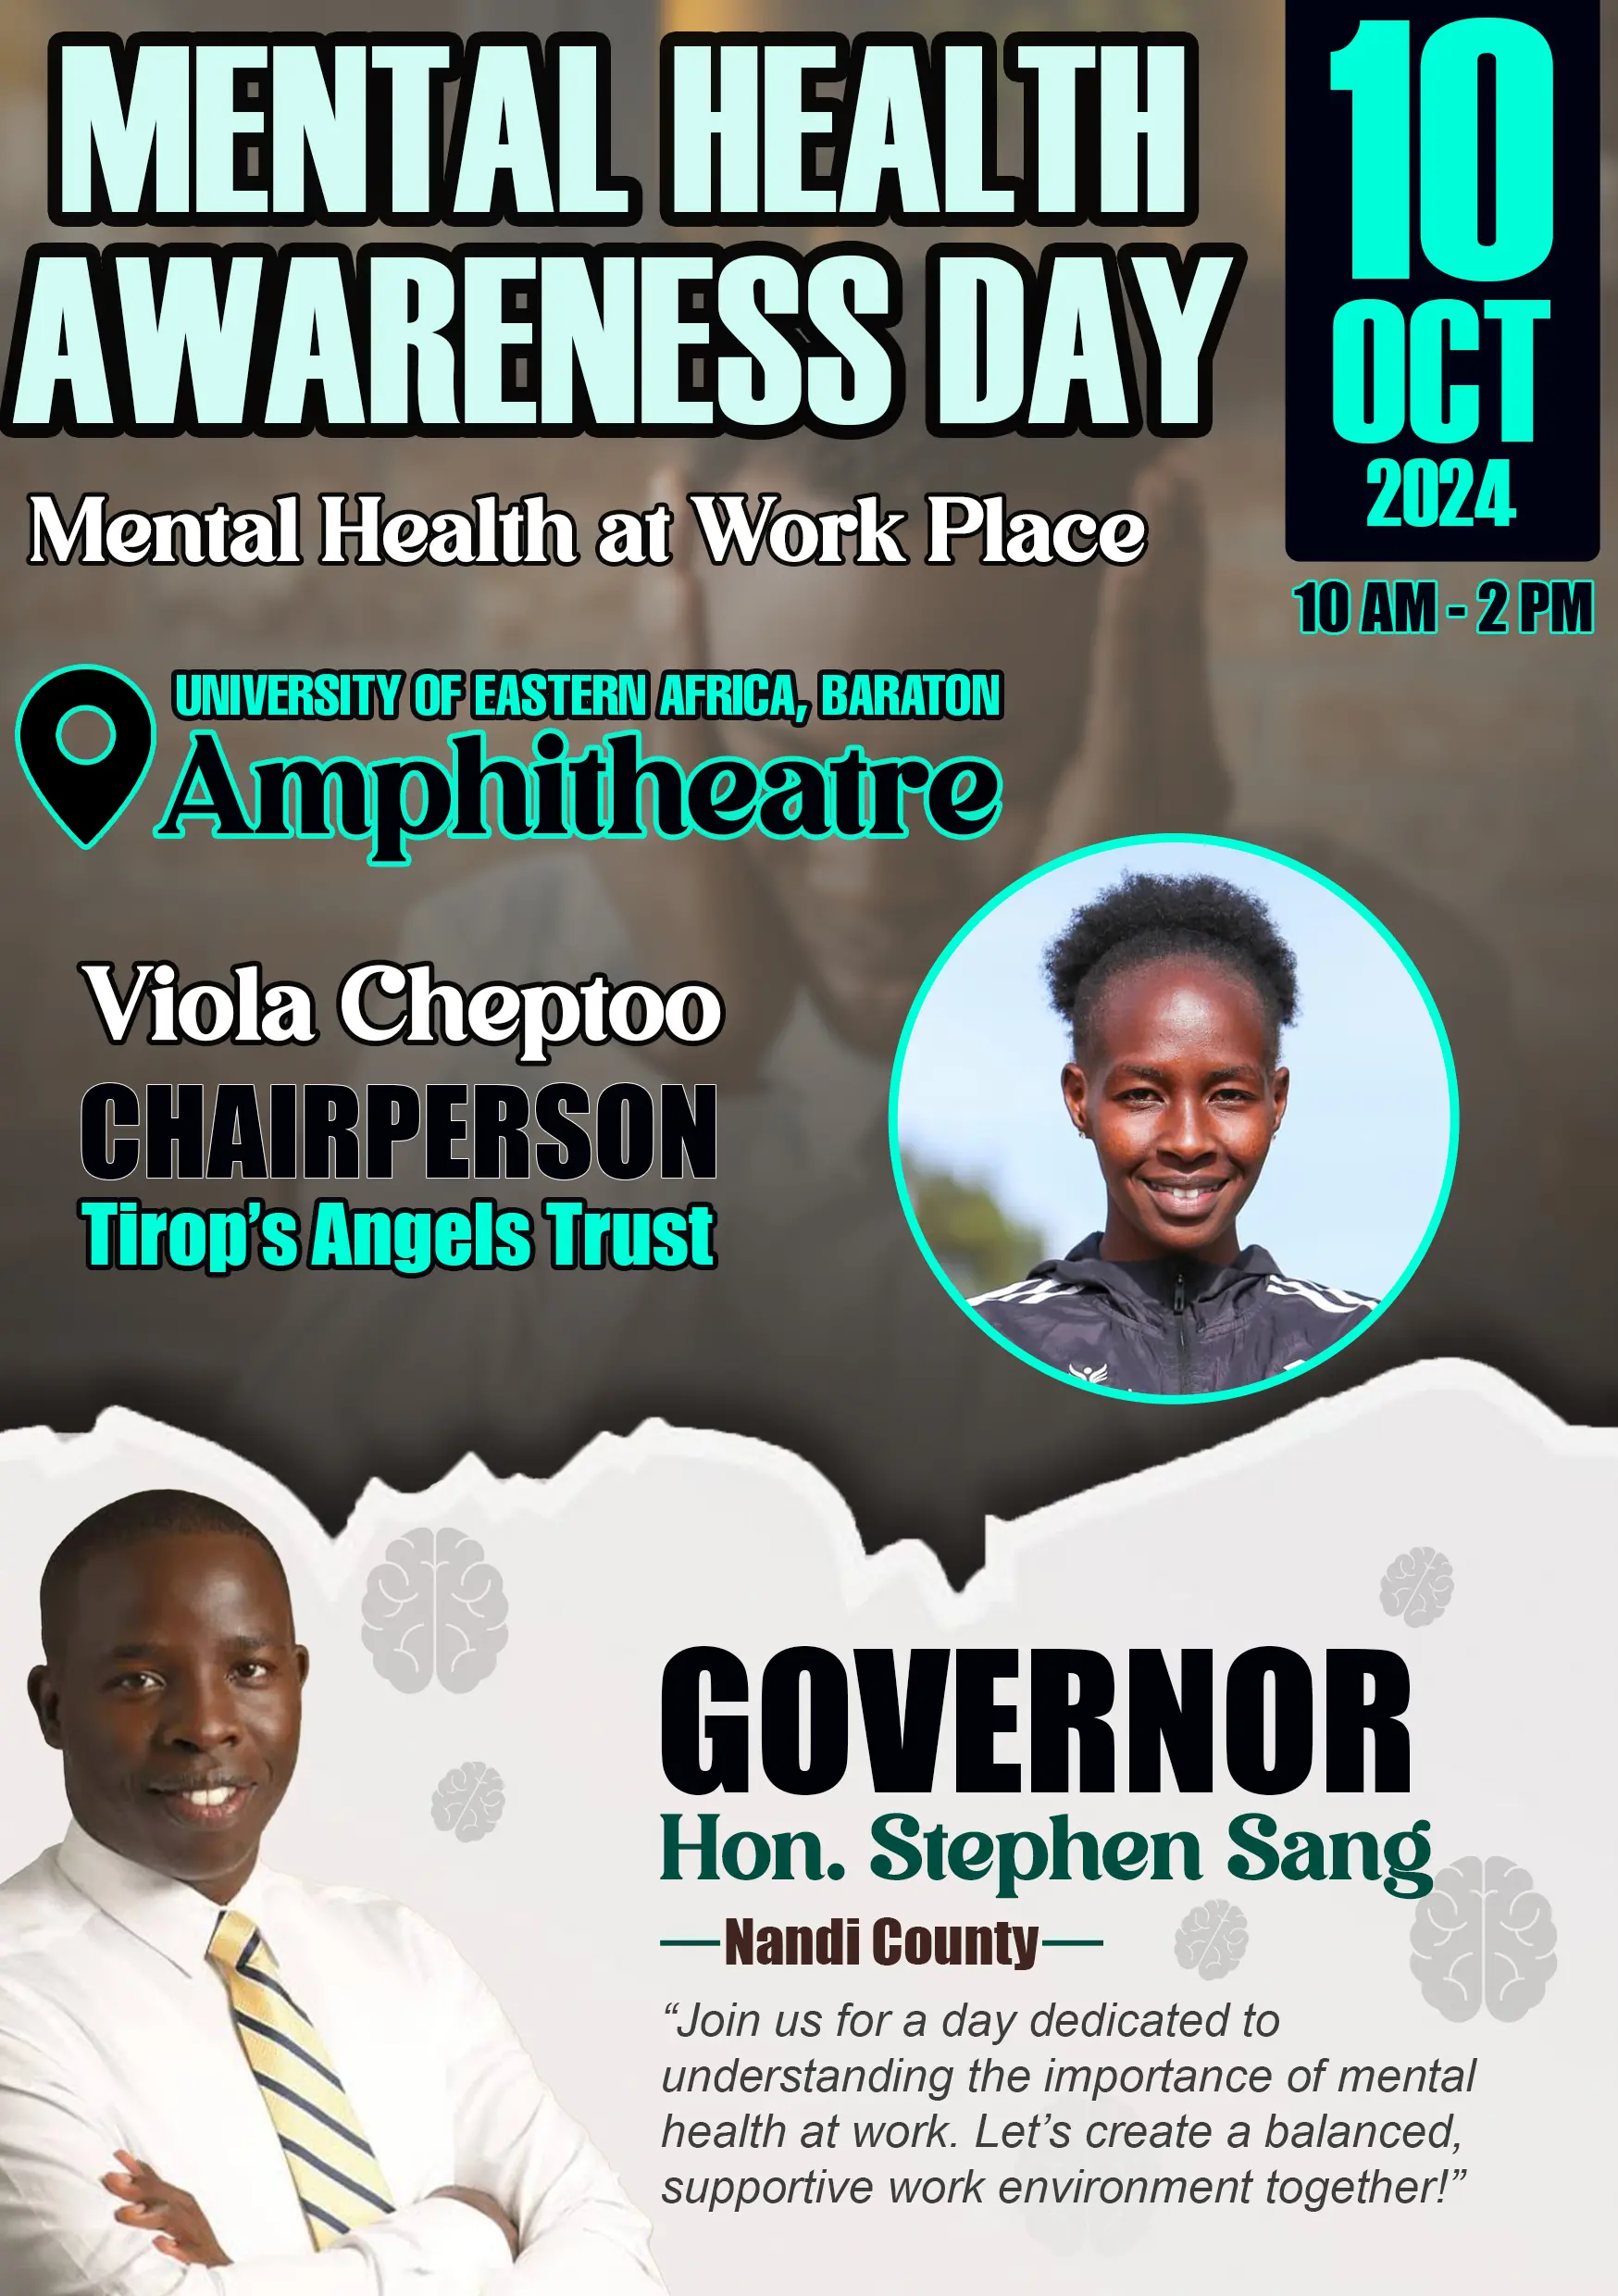 MENTAL HEALTH
AWARENESS DAY
10
OCT
2024
10 AM - 2 PM
Mental Health at Work Place
UNIVERSITY OF EASTERN AFRICA, BARATON
Amphitheatre
Viola Cheptoo
CHAIRPERSON
Tirop’s Angels Trust
GOVERNOR
Hon. Stephen Sang
—Nandi County—
“Join us for a day dedicated to
understanding the importance of mental
health at work. Let’s create a balanced,
supportive work environment together!”